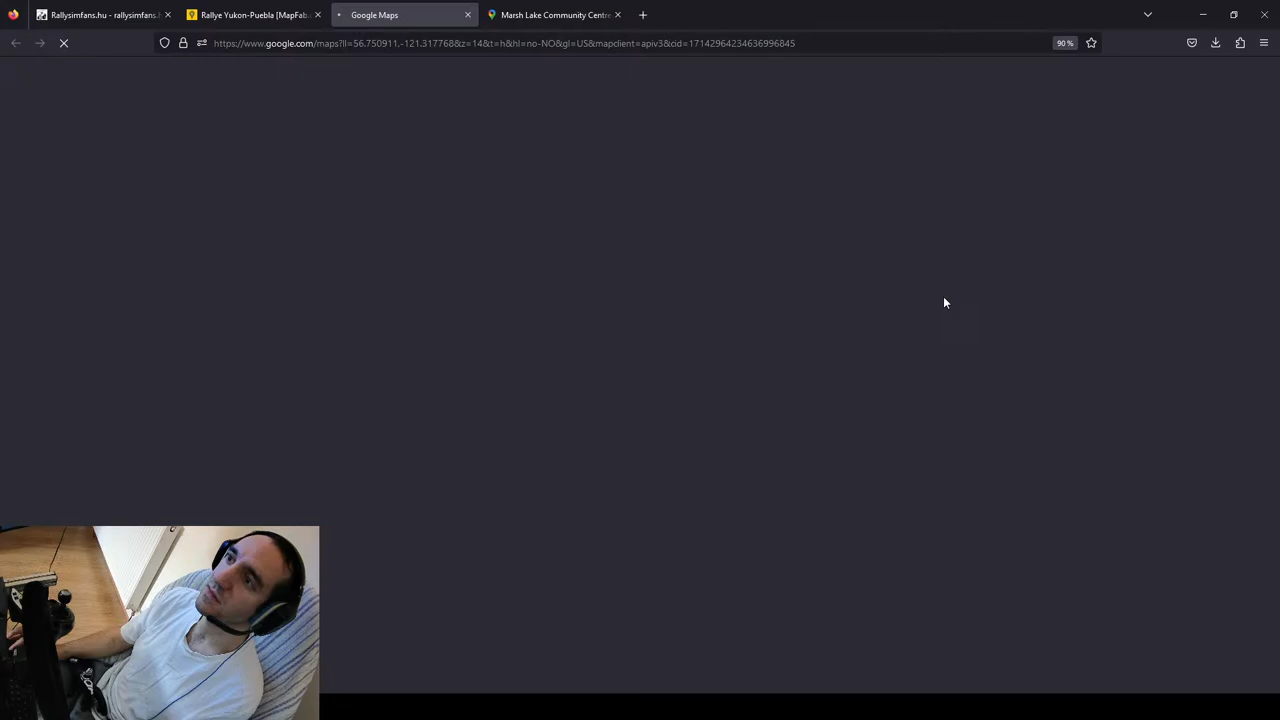 Rallysimfans.hu - rallysimfans.h
Rallye Yukon-Puebla [MapFab.
Google Maps
Marsh Lake Community Centre
https://www.google.com/maps?ll=56.750911,-121.317768&z=14&t=h&hl=no-NO&gl=US&mapclient=apiv3&cid=17142964234636996845
90%